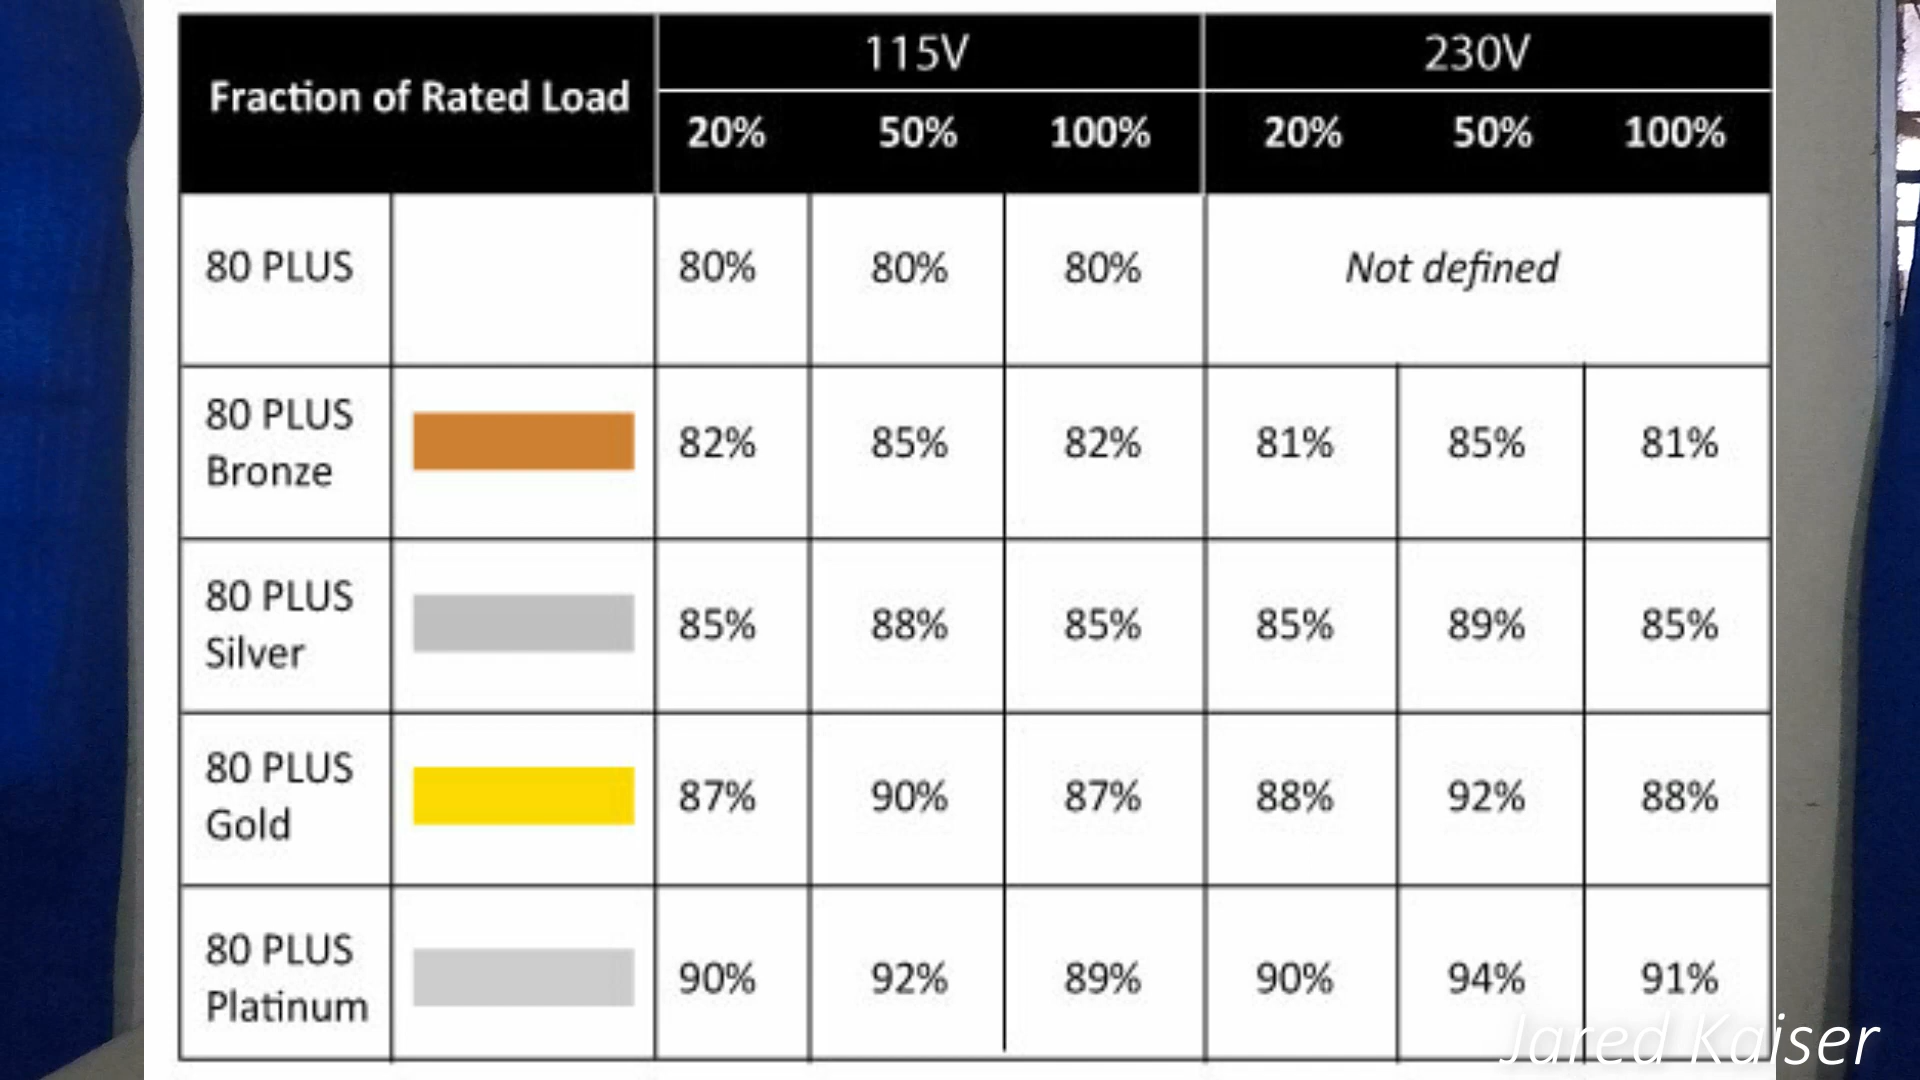 Fraction of Rated Load 115V 230V
20% 50% 100% 20% 50% 100%
80 PLUS 80% 80% 80% Not defined
80 PLUS
Bronze 82% 85% 82% 81% 85% 81%
80 PLUS
Silver 85% 88% 85% 85% 89% 85%
80 PLUS
Gold 87% 90% 87% 88% 92% 88%
80 PLUS
Platinum 90% 92% 89% 90% 94% 91%
Jared Kaiser